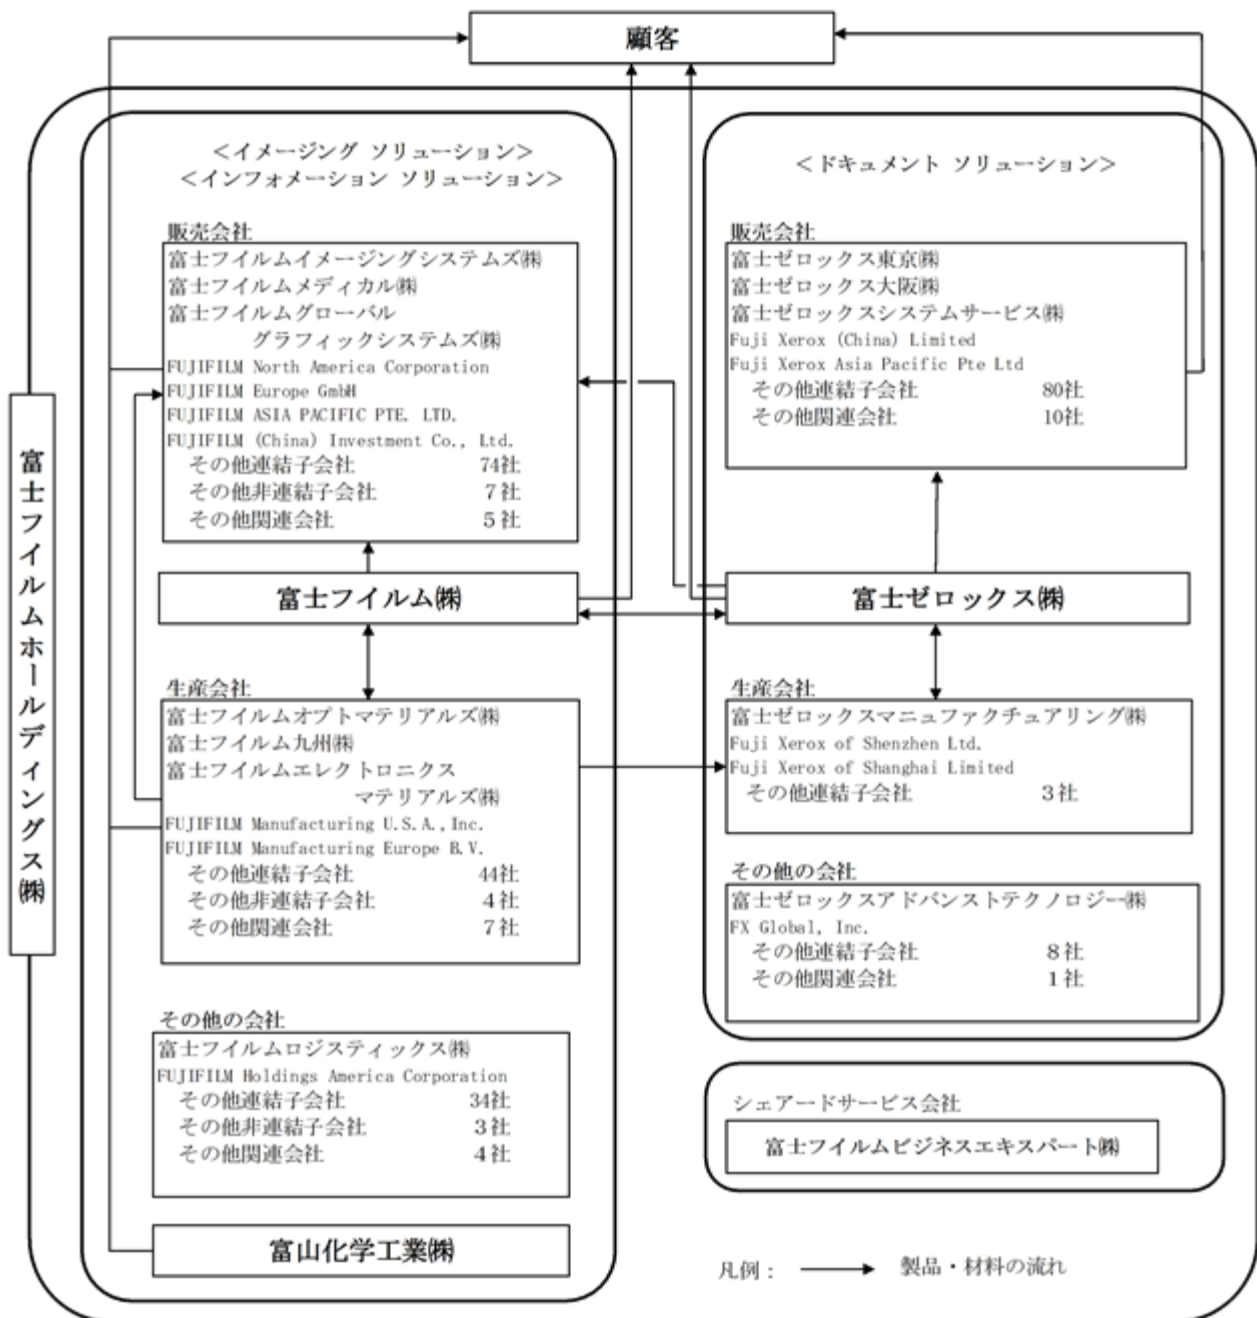 顧客
<イメージング ソリューション>
<インフォメーション ソリューション>
販売会社
富士フイルムイメージングシステムズ㈱
富士フイルムメディカル㈱
富士フイルムグローバル
グラフィックシステムズ㈱
FUJIFILM North America Corporation
FUJIFILM Europe GmbH
FUJIFILM ASIA PACIFIC PTE. LTD.
FUJIFILM (China) Investment Co., Ltd.
その他連結子会社 74社
その他非連結子会社 7社
その他関連会社 5社
富士フイルム㈱
生産会社
富士フイルムオプトマテリアルズ㈱
富士フイルム九州㈱
富士フイルムエレクトロニクス
マテリアルズ㈱
FUJIFILM Manufacturing U.S.A.,Inc.
FUJIFILM Manufacturing Europe B.V.
その他連結子会社 44社
その他非連結子会社 4社
その他関連会社 7社
その他の会社
富士フイルムロジスティックス㈱
FUJIFILM Holdings America Corporation
その他連結子会社 34社
その他非連結子会社 3社
その他関連会社 4社
富山化学工業㈱
<ドキュメント ソリューション>
販売会社
富士ゼロックス東京㈱
富士ゼロックス大阪㈱
富士ゼロックスシステムサービス㈱
Fuji Xerox (China) Limited
Fuji Xerox Asia Pacific Pte Ltd
その他連結子会社 80社
その他関連会社 10社
富士ゼロックス㈱
生産会社
富士ゼロックスマニュファクチュアリング㈱
Fuji Xerox of Shenzhen Ltd.
Fuji Xerox of Shanghai Limited
その他連結子会社 3社
その他の会社
富士ゼロックスアドバンストテクノロジー㈱
FX Global, Inc.
その他連結子会社 8社
その他関連会社 1社
シェアードサービス会社
富士フイルムビジネスエキスパート㈱
凡例： 製品・材料の流れ
富士フイルムホールディングス㈱